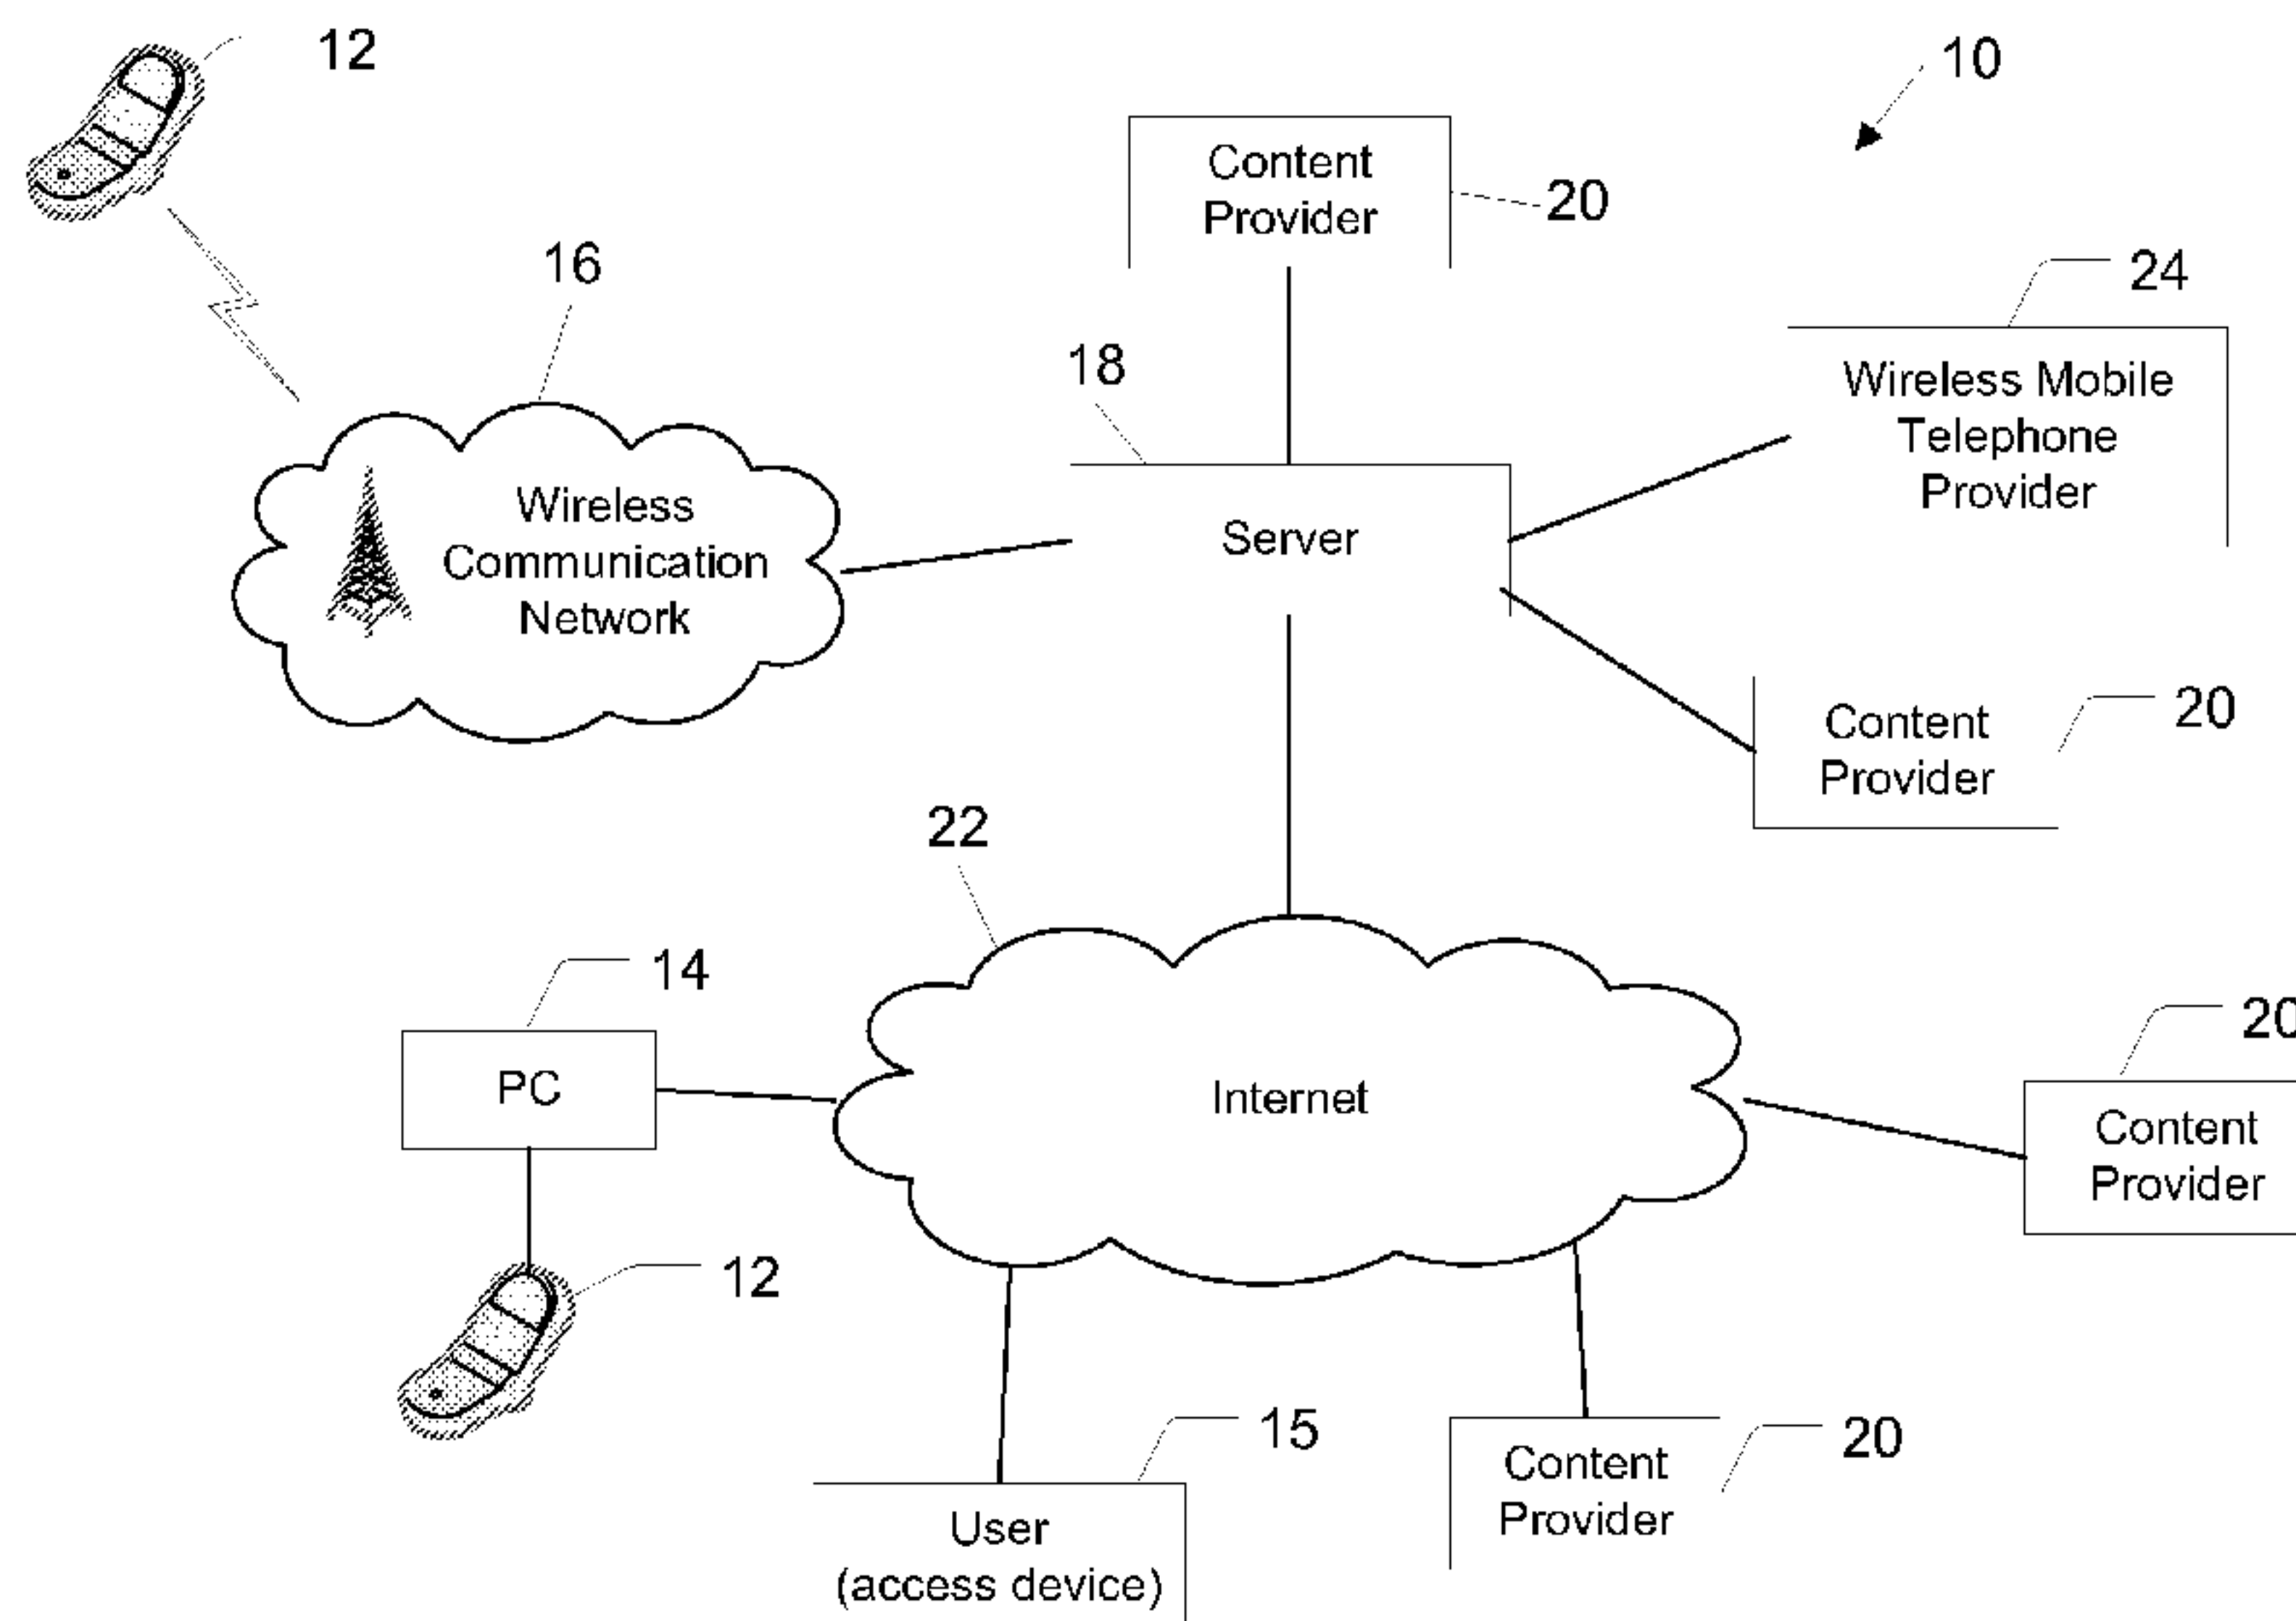 12
10
Content
Provider
20
16
24
18
Wireless Mobile
Telephone
Provider
Wireless
Communication
Network
Server
20
Content
Provider
22
14
20
PC
Internet
Content
Provider
12
15
20
Content
Provider
User
(access device)